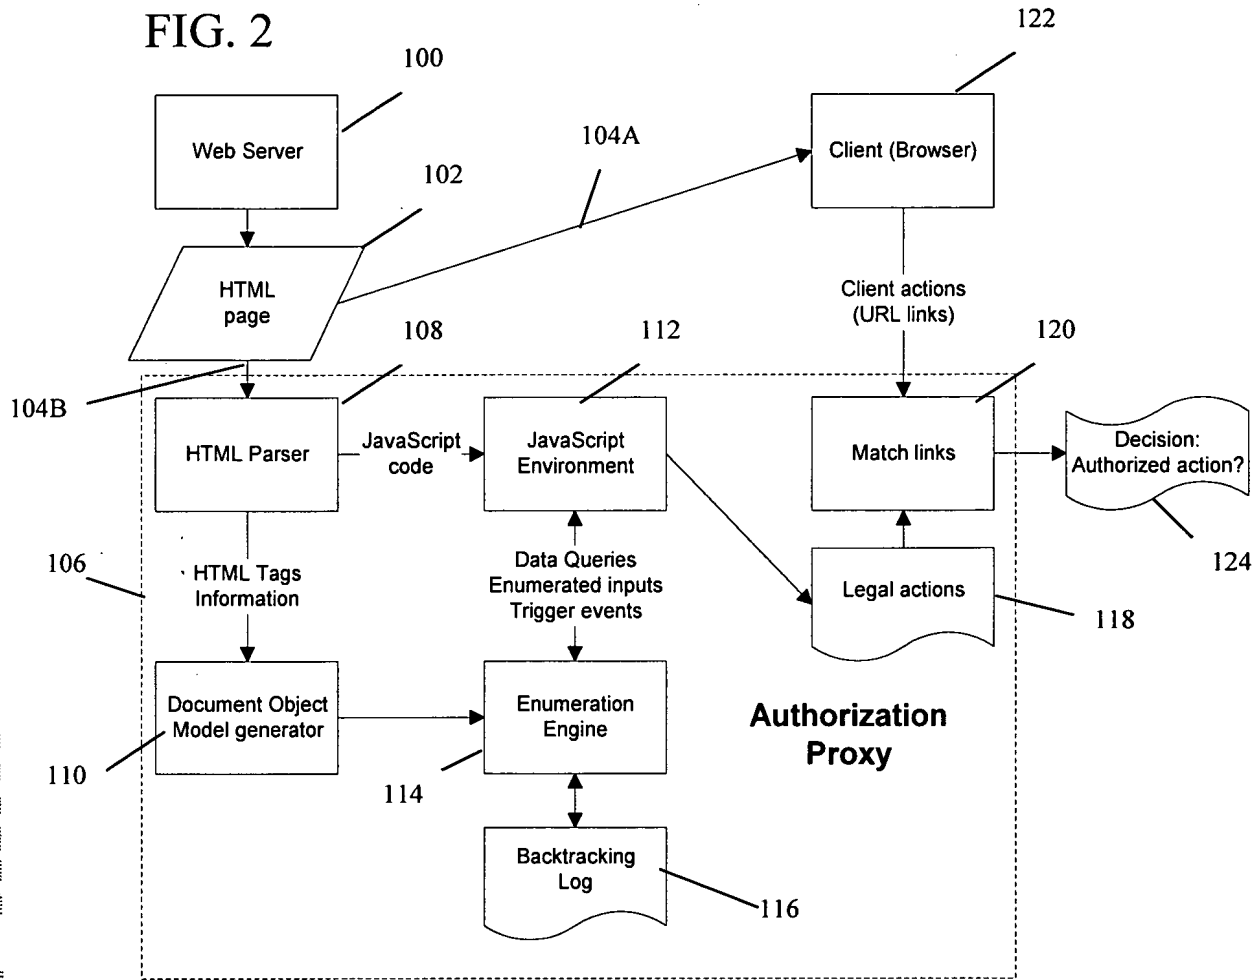 FIG. 2
122
100
Web Server
104A
Client (Browser)
102
HTML
page
Client actions
(URL links)
108
112
120
104B
HTML Parser
JavaScript
code
JavaScript
Environment
Match links
Decision:
Authorized action?
124
106
HTML Tags
Information
Data Queries
Enumerated inputs
Trigger events
Legal actions
118
Document Object
Model generator
110
Enumeration
Engine
114
Authorization
Proxy
Backtracking
Log
116